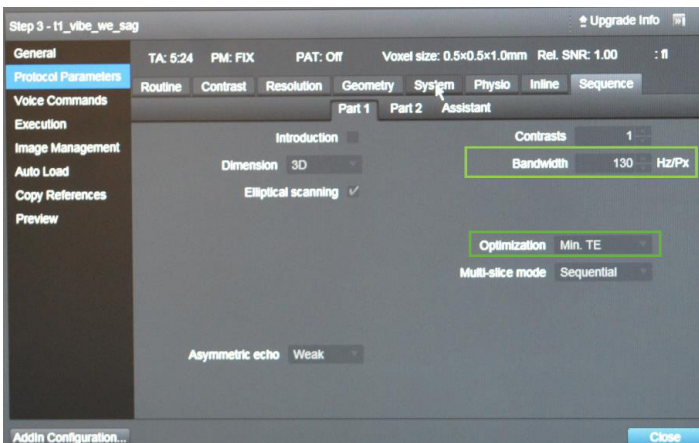 Step 3 - t1_vibe_we_sag
Upgrade Info
General
Protocol Parameters
Voice Commands
Execution
Image Management
Auto Load
Copy References
Preview
TA: 5:24 PM: FIX PAT: Off Voxel size: 0.5×0.5×1.0mm Rel. SNR: 1.00 : fl
Routine Contrast Resolution Geometry System Physio Inline Sequence
Part 1 Part 2 Assistant
Introduction
Dimension 3D
Elliptical scanning
Contrasts 1
Bandwidth 130 Hz/Px
Optimization Min. TE
Multi-slice mode Sequential
Asymmetric echo Weak
Addin Configuration...
Close